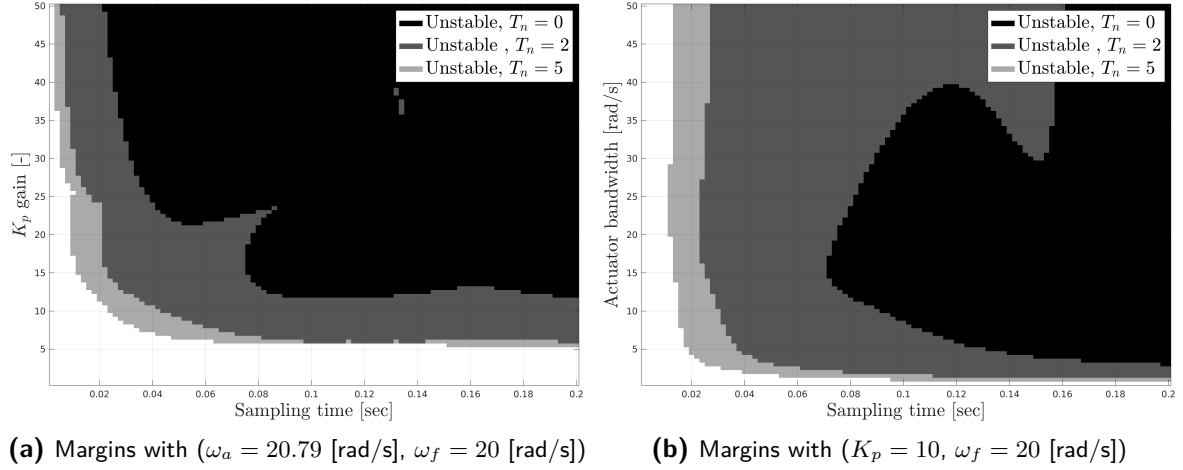 50
45
40
35
30
25
20
15
10
5
K_p gain [-]
0.02 0.04 0.06 0.08 0.1 0.12 0.14 0.16 0.18 0.2
Sampling time [sec]
Unstable, T_n = 0
Unstable , T_n = 2
Unstable, T_n = 5
(a) Margins with (ω_a = 20.79 [rad/s], ω_f = 20 [rad/s])
50
45
40
35
30
25
20
15
10
5
Actuator bandwidth [rad/s]
0.02 0.04 0.06 0.08 0.1 0.12 0.14 0.16 0.18 0.2
Sampling time [sec]
Unstable, T_n = 0
Unstable , T_n = 2
Unstable, T_n = 5
(b) Margins with (K_p = 10, ω_f = 20 [rad/s])